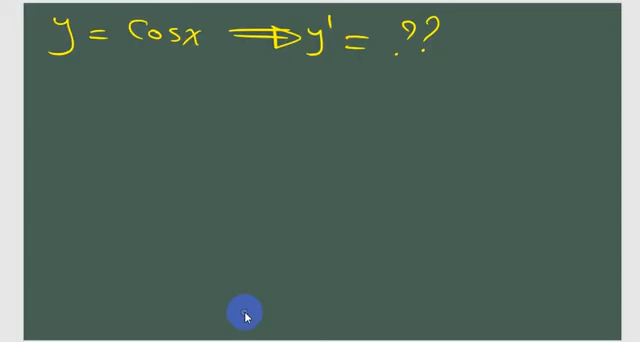 y = cosx ⟹ y' = ??